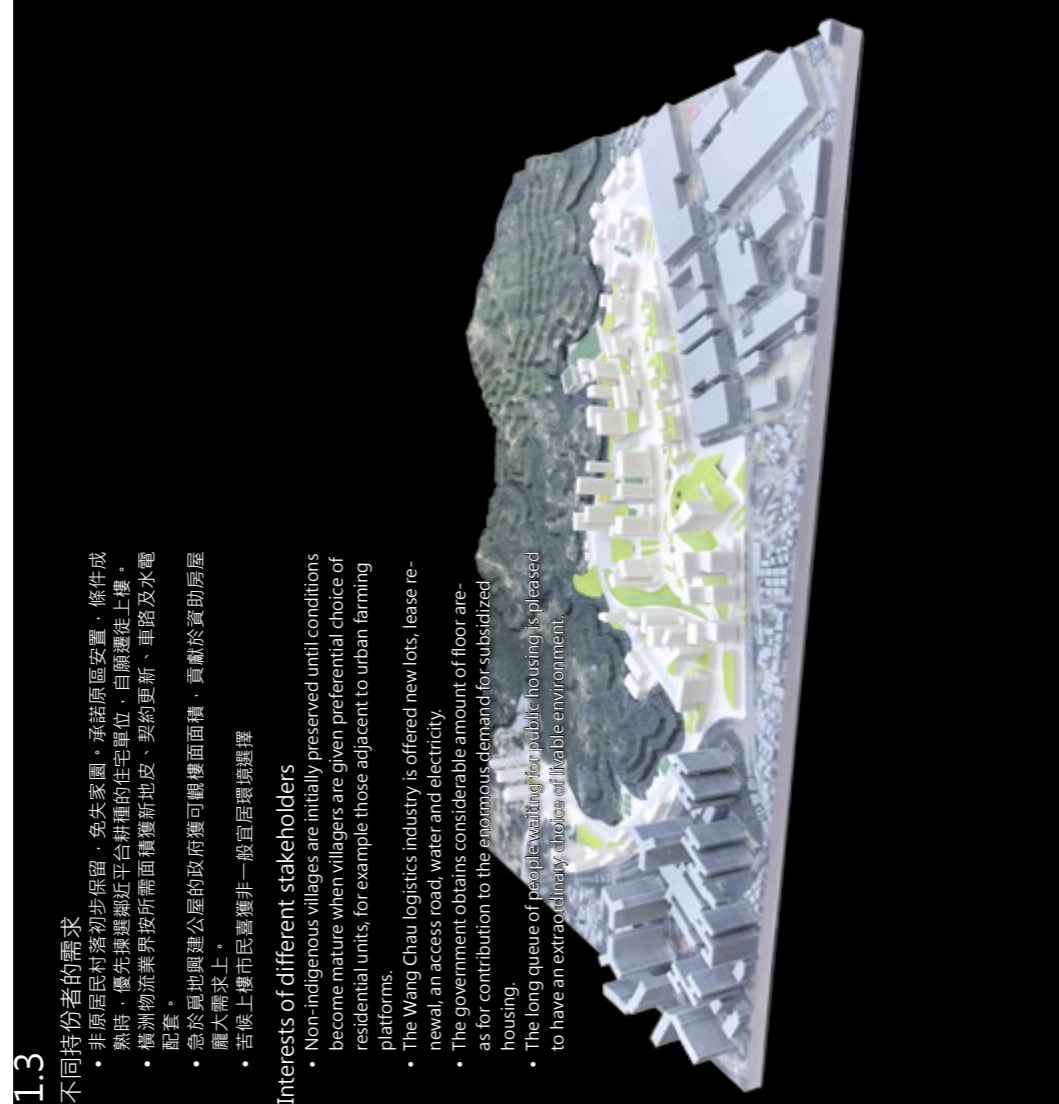 1.3
不同持份者的需求
• 非原居民村落初步保留，免失家園。承諾原區安置，條件成
熟時，優先揀選鄰近平台耕種的住宅單位，自願遷徙上樓。
• 橫洲物流業界按所需面積獲新地皮、契約更新、車路及水電
配套。
• 急於覓地興建公屋的政府獲可觀樓面面積，貢獻於資助房屋
龐大需求上。
• 苦候上樓市民喜獲非一般宜居環境選擇
Interests of different stakeholders
• Non-indigenous villages are initially preserved until conditions
become mature when villagers are given preferential choice of
residential units, for example those adjacent to urban farming
platforms.
• The Wang Chau logistics industry is offered new lots, lease re-
newal, an access road, water and electricity.
• The government obtains considerable amount of floor are-
as for contribution to the enormous demand for subsidized
housing.
• The long queue of people waiting for public housing is pleased
to have an extraordinary choice of livable environment.